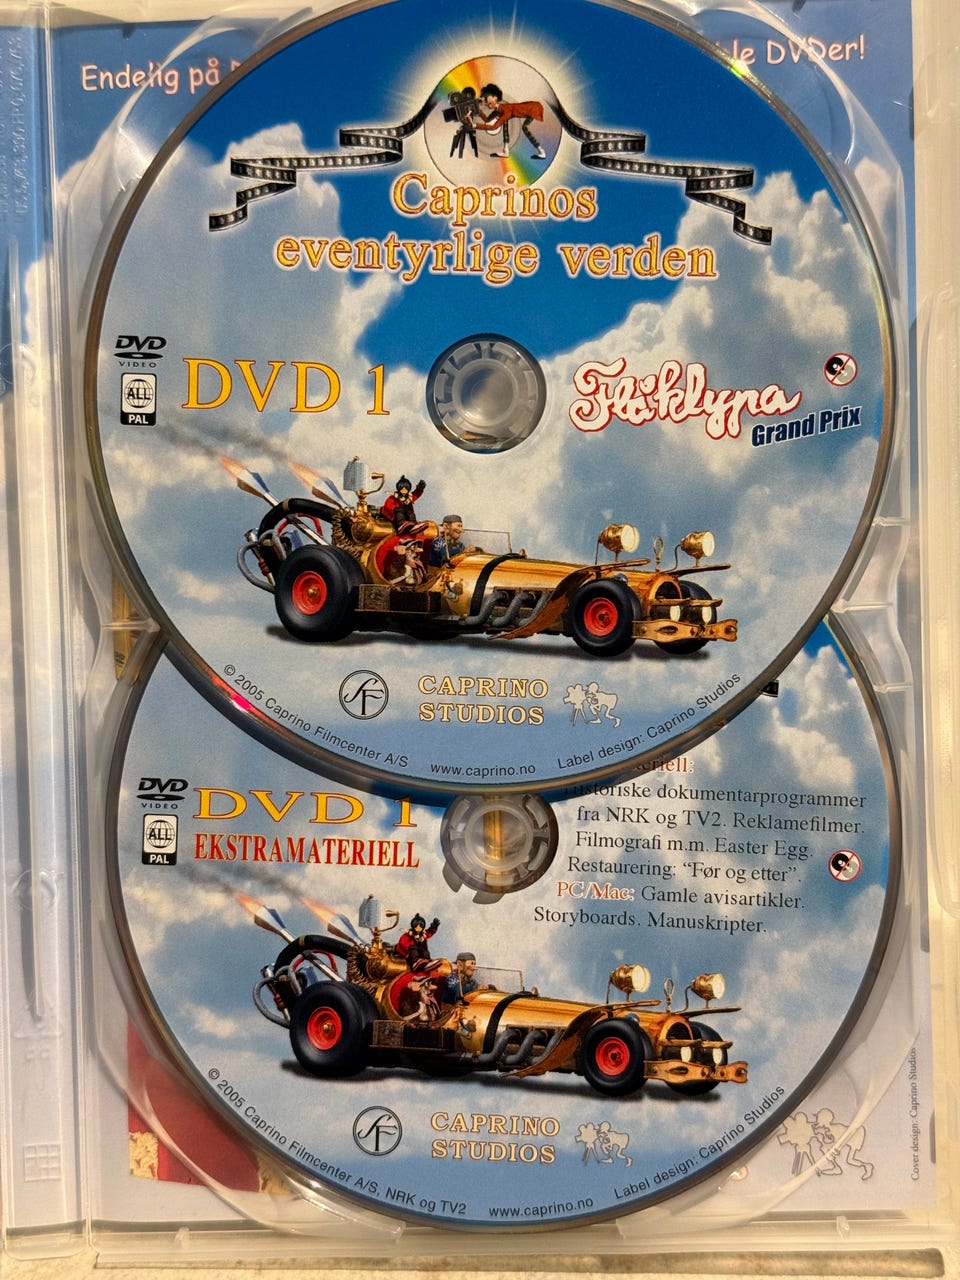 Endelig på
DVDer!
Caprinos
eventyrlige verden
DVD
VIDEO
ALL
PAL
DVD 1
Flåklypa
Grand Prix
© 2005 Caprino Filmcenter A/S
SF
CAPRINO
STUDIOS
www.caprino.no
Label design: Caprino Studios
DVD
VIDEO
ALL
PAL
DVD 1
EKSTRAMATERIELL
Historiske dokumentarprogrammer
fra NRK og TV2. Reklamefilmer.
Filmografi m.m. Easter Egg.
Restaurering: “Før og etter”.
PC/Mac: Gamle avisartikler.
Storyboards. Manuskripter.
© 2005 Caprino Filmcenter A/S, NRK og TV2
SF
CAPRINO
STUDIOS
www.caprino.no
Label design: Caprino Studios
Cover design: Caprino Studios